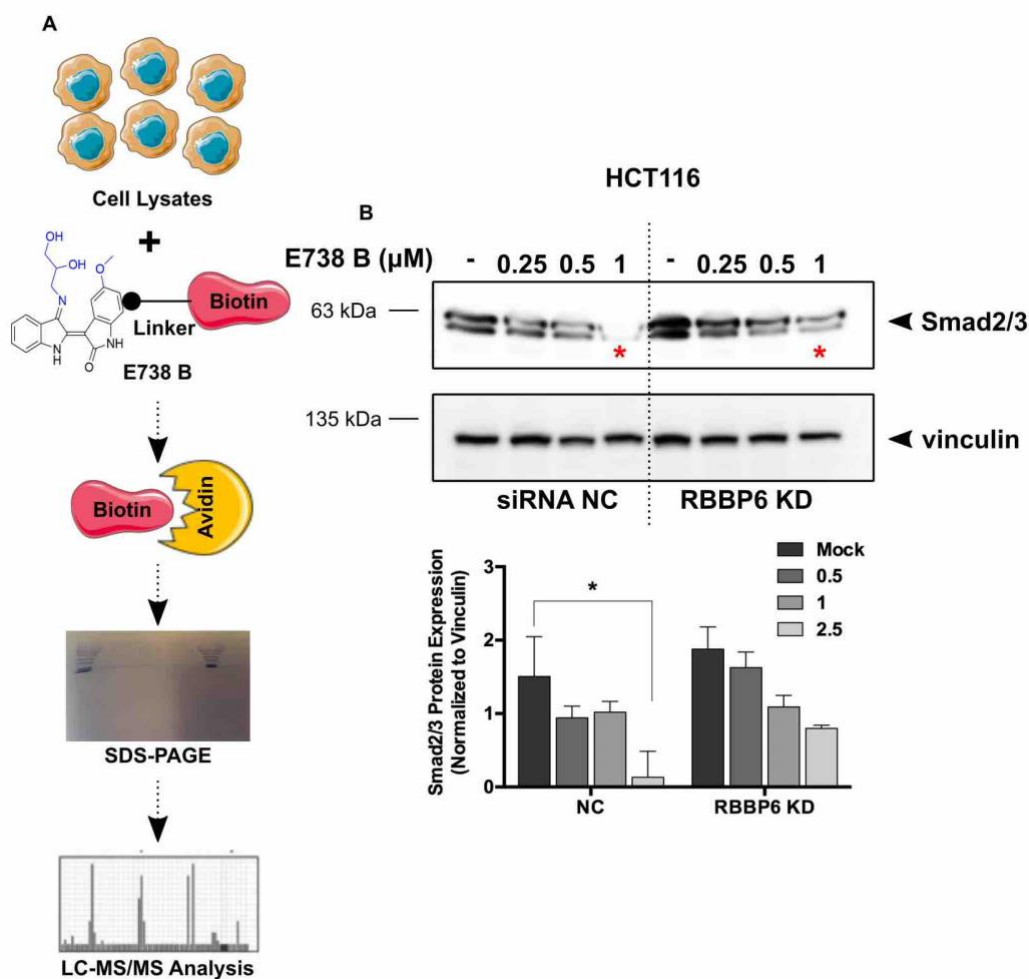 A
Cell Lysates
+
OH
OH
O
N
N
H
NH
O
Linker
Biotin
E738 B
Biotin
Avidin
SDS-PAGE
LC-MS/MS Analysis
HCT116
B
E738 B (µM) - 0.25 0.5 1 - 0.25 0.5 1
63 kDa
Smad2/3
* *
135 kDa
vinculin
siRNA NC RBBP6 KD
Mock
0.5
1
2.5
Smad2/3 Protein Expression
(Normalized to Vinculin)
3
2
1
0
*
NC RBBP6 KD